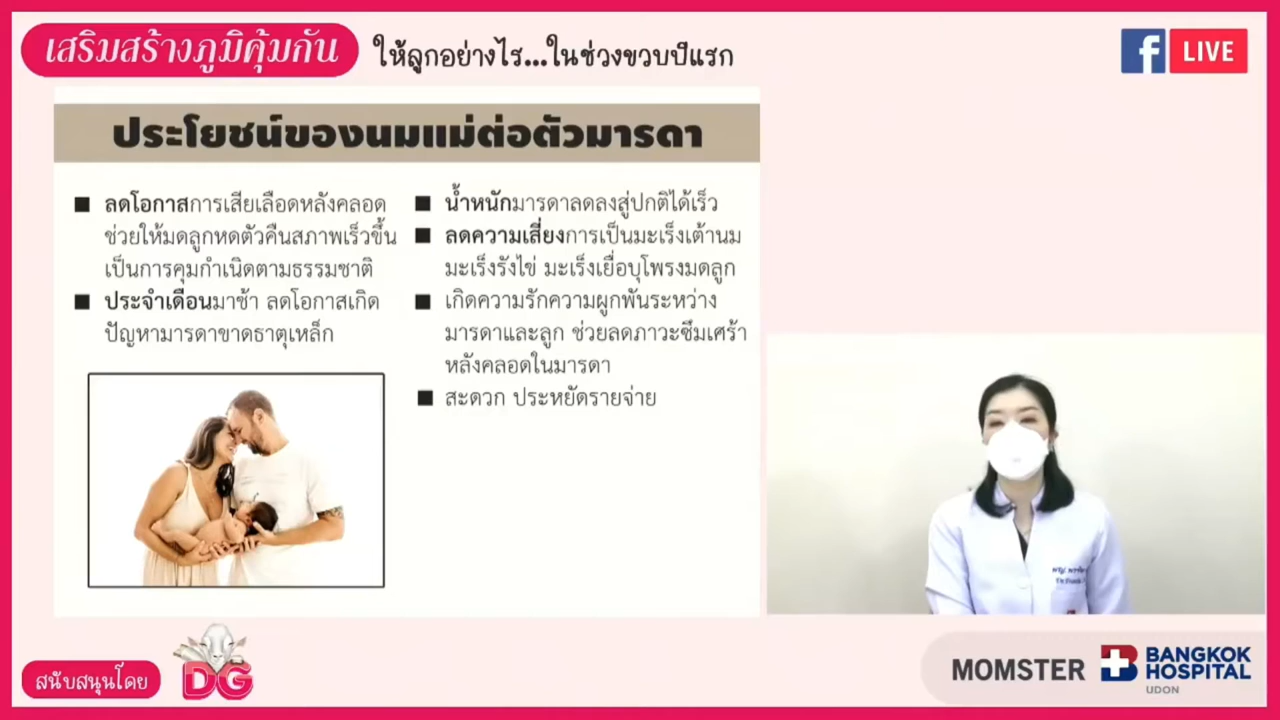 เสริมสร้างภูมิคุ้มกัน ให้ลูกอย่างไร...ในช่วงขวบปีแรก
LIVE
ประโยชน์ของนมแม่ต่อตัวมารดา
■ ลดโอกาสการเสียเลือดหลังคลอด
ช่วยให้มดลูกหดตัวคืนสภาพเร็วขึ้น
เป็นการคุมกำเนิดตามธรรมชาติ
■ ประจำเดือนมาช้า ลดโอกาสเกิด
ปัญหามารดาขาดธาตุเหล็ก
■ น้ำหนักมารดาลดลงสู่ปกติได้เร็ว
■ ลดความเสี่ยงการเป็นมะเร็งเต้านม
มะเร็งรังไข่ มะเร็งเยื่อบุโพรงมดลูก
■ เกิดความรักความผูกพันระหว่าง
มารดาและลูก ช่วยลดภาวะซึมเศร้า
หลังคลอดในมารดา
■ สะดวก ประหยัดรายจ่าย
สนับสนุนโดย
DG
MOMSTER
BANGKOK
HOSPITAL
UDON